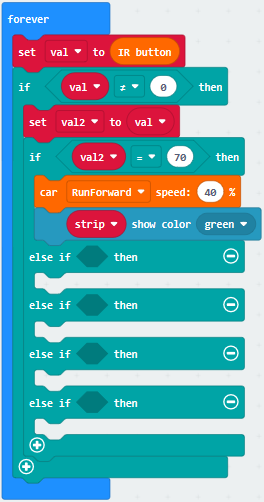 forever
set val to IR button
if val ≠ 0 then
set val2 to val
if val2 = 70 then
car RunForward speed: 40 %
strip show color green
else if then
else if then
else if then
else if then